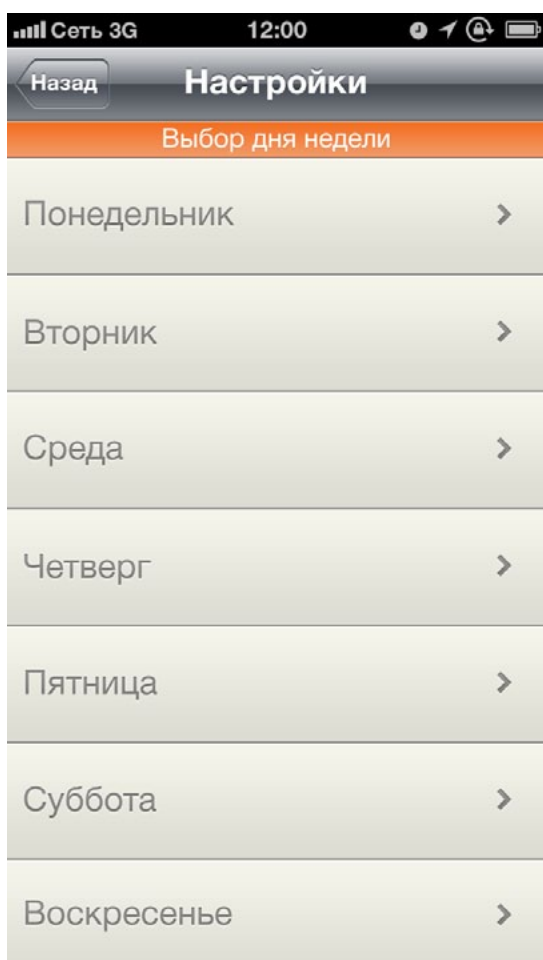 Сеть 3G 12:00
Назад Настройки
Выбор дня недели
Понедельник
Вторник
Среда
Четверг
Пятница
Суббота
Воскресенье